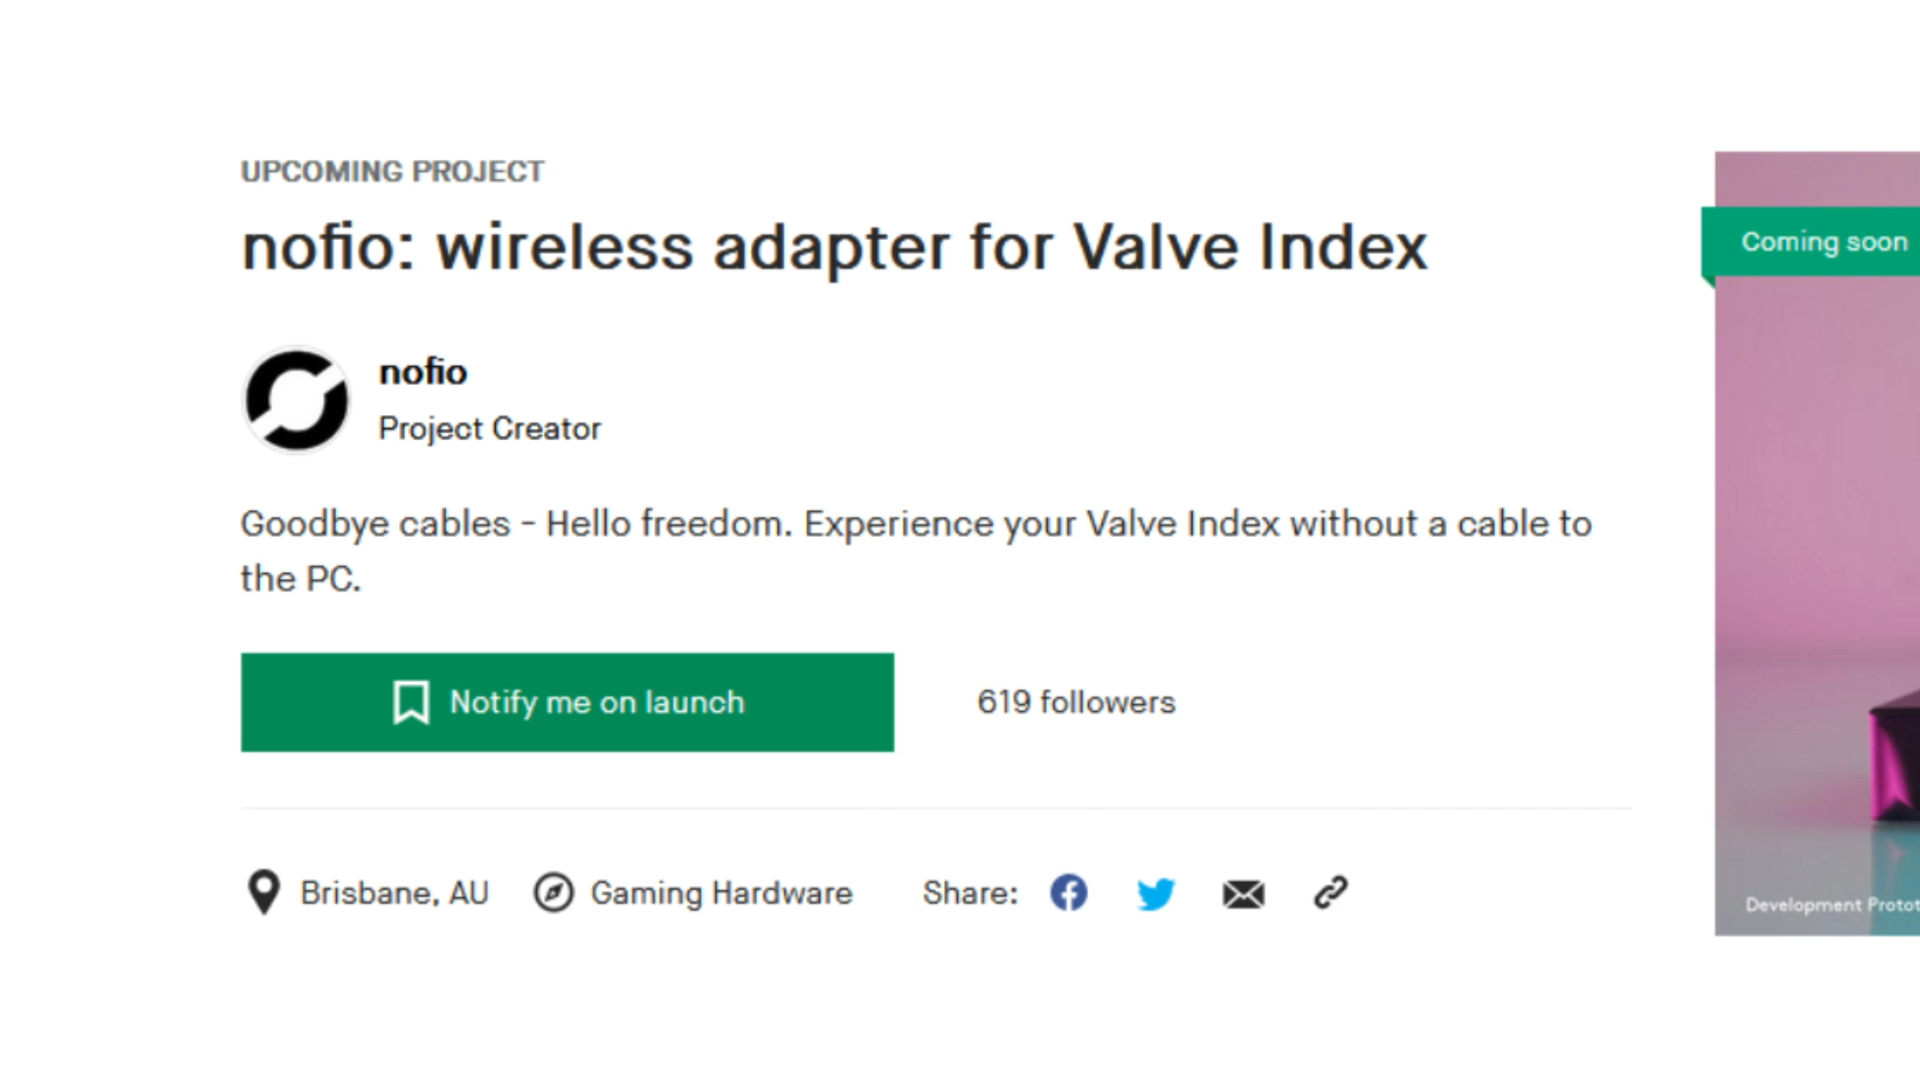 UPCOMING PROJECT
nofio: wireless adapter for Valve Index
Coming soon
nofio
Project Creator
Goodbye cables - Hello freedom. Experience your Valve Index without a cable to
the PC.
Notify me on launch
619 followers
Brisbane, AU
Gaming Hardware
Share:
Development